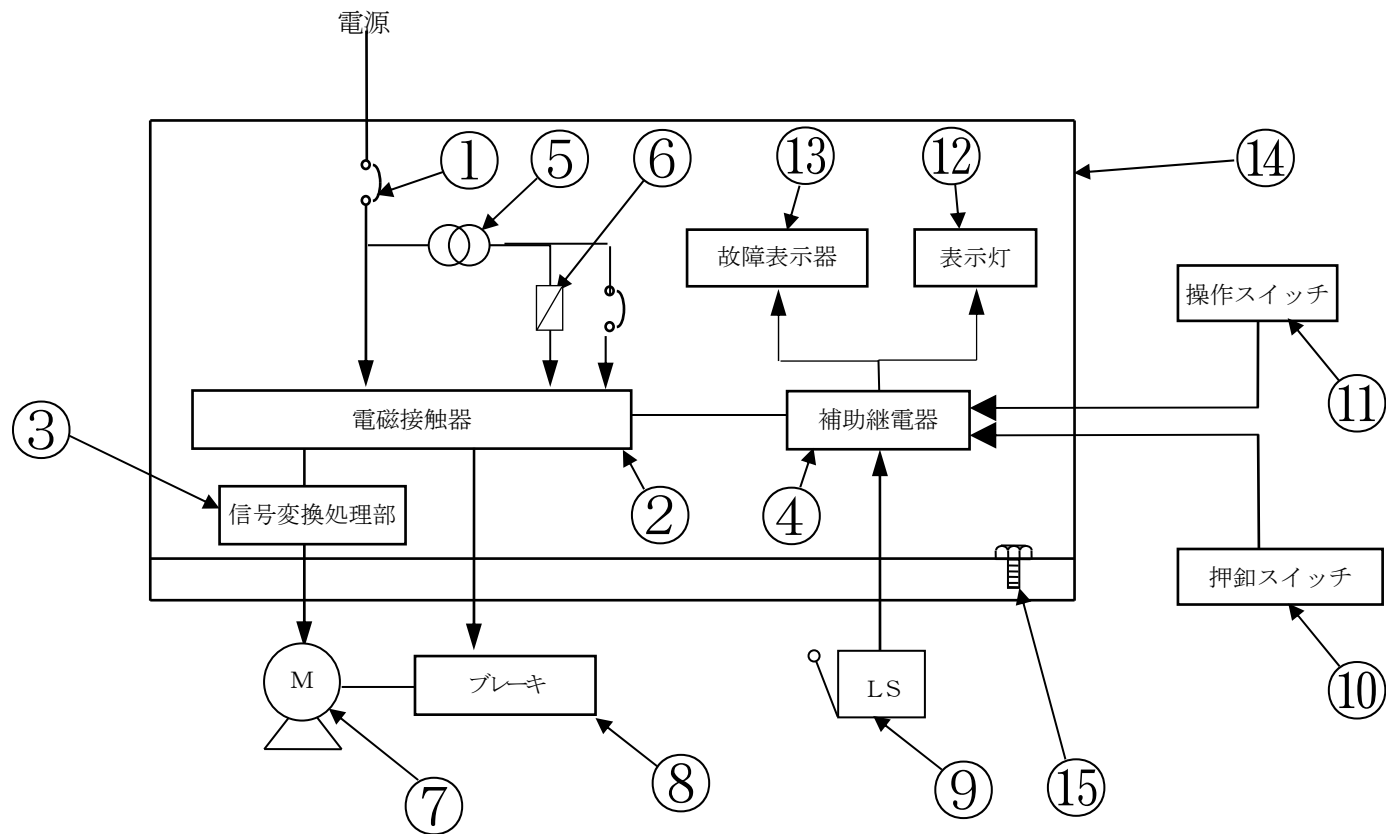 電源
①
⑤
⑥
⑬
⑫
⑭
故障表示器
表示灯
操作スイッチ
⑪
電磁接触器
補助継電器
③
信号変換処理部
②
④
押釦スイッチ
⑩
M
ブレーキ
LS
⑦
⑧
⑨
⑮